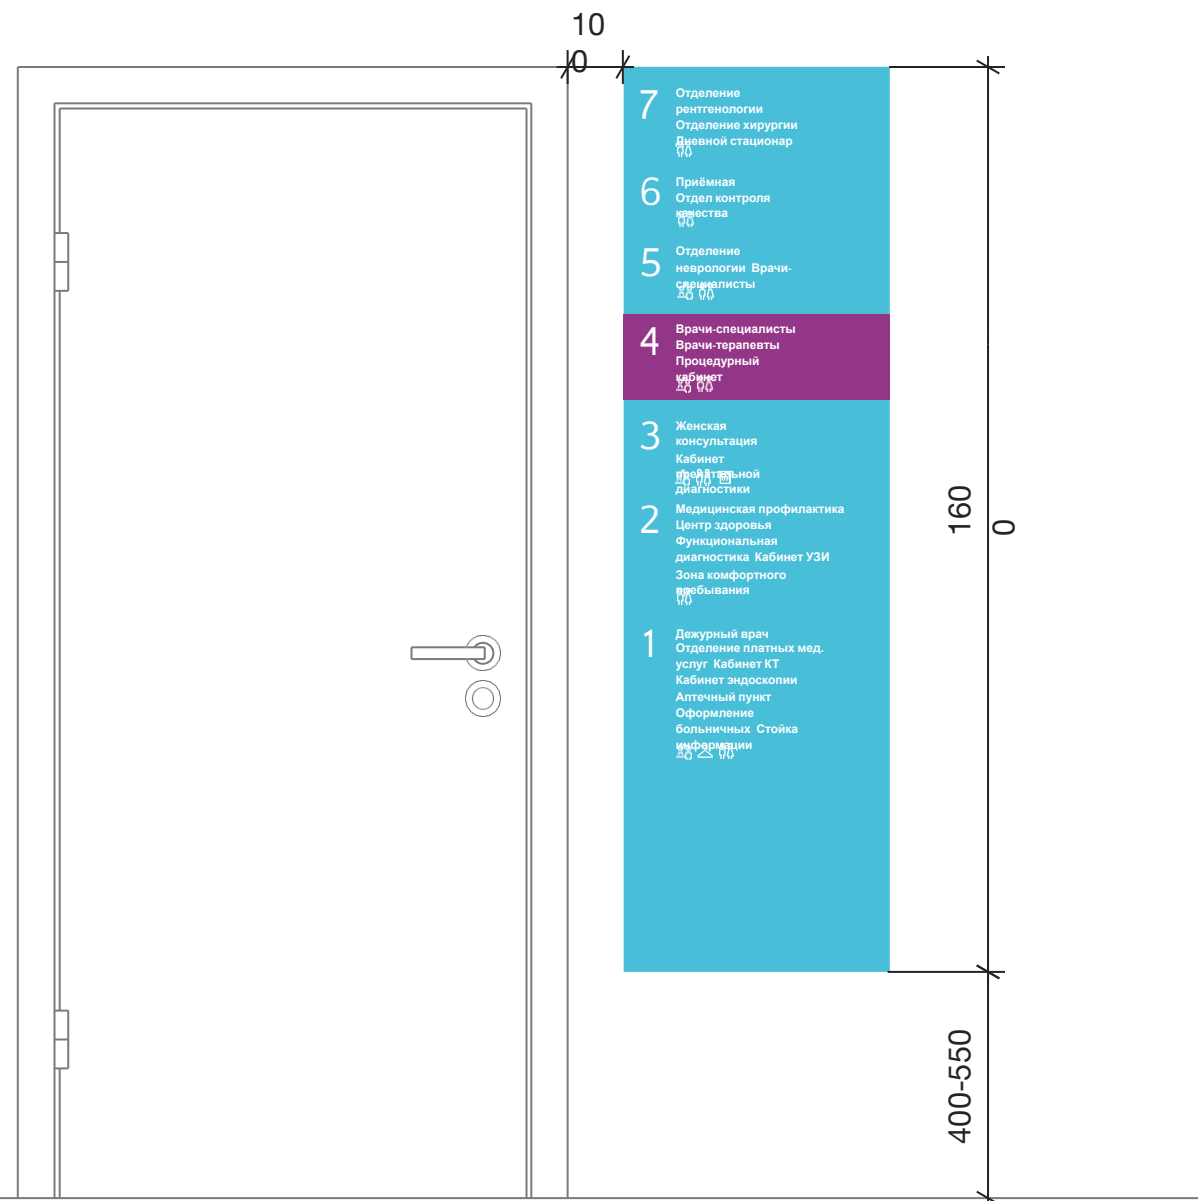 10
0
7
Отделение
рентгенологии
Отделение хирургии
Дневной стационар
6
Приёмная
Отдел контроля
качества
5
Отделение
неврологии Врачи-
специалисты
4
Врачи-специалисты
Врачи-терапевты
Процедурный
кабинет
3
Женская
консультация
Кабинет
пренатальной
диагностики
2
Медицинская профилактика
Центр здоровья
Функциональная
диагностика Кабинет УЗИ
Зона комфортного
пребывания
1
Дежурный врач
Отделение платных мед.
услуг Кабинет КТ
Кабинет эндоскопии
Аптечный пункт
Оформление
больничных Стойка
информации
160
0
400-550